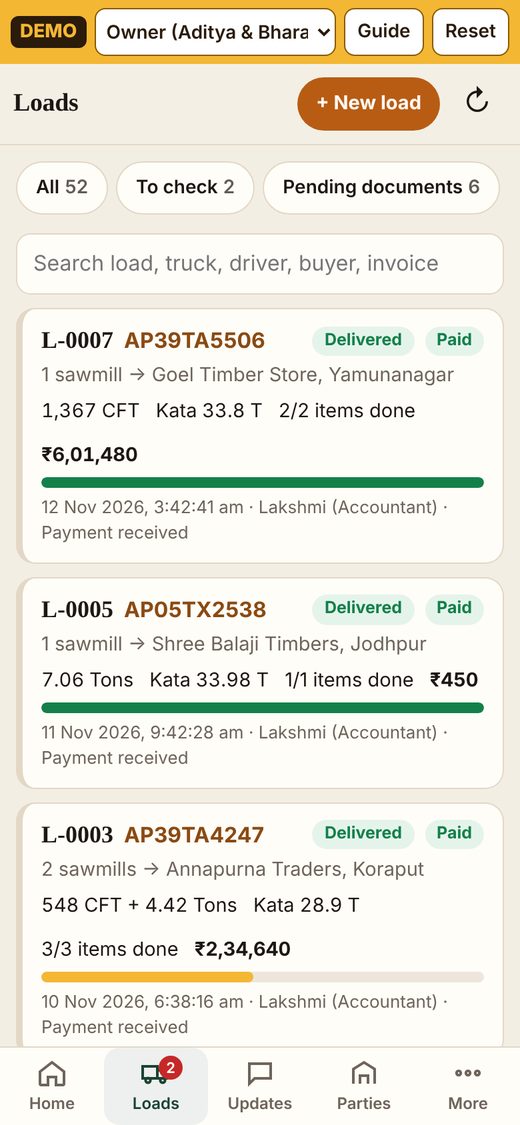 DEMO Owner (Aditya & Bhara Guide Reset
Loads + New load
All 52 To check 2 Pending documents 6
Search load, truck, driver, buyer, invoice
L-0007 AP39TA5506 Delivered Paid
1 sawmill → Goel Timber Store, Yamunanagar
1,367 CFT Kata 33.8 T 2/2 items done
₹6,01,480
12 Nov 2026, 3:42:41 am · Lakshmi (Accountant) ·
Payment received
L-0005 AP05TX2538 Delivered Paid
1 sawmill → Shree Balaji Timbers, Jodhpur
7.06 Tons Kata 33.98 T 1/1 items done ₹450
11 Nov 2026, 9:42:28 am · Lakshmi (Accountant) ·
Payment received
L-0003 AP39TA4247 Delivered Paid
2 sawmills → Annapurna Traders, Koraput
548 CFT + 4.42 Tons Kata 28.9 T
3/3 items done ₹2,34,640
10 Nov 2026, 6:38:16 am · Lakshmi (Accountant) ·
Payment received
2
Home Loads Updates Parties More